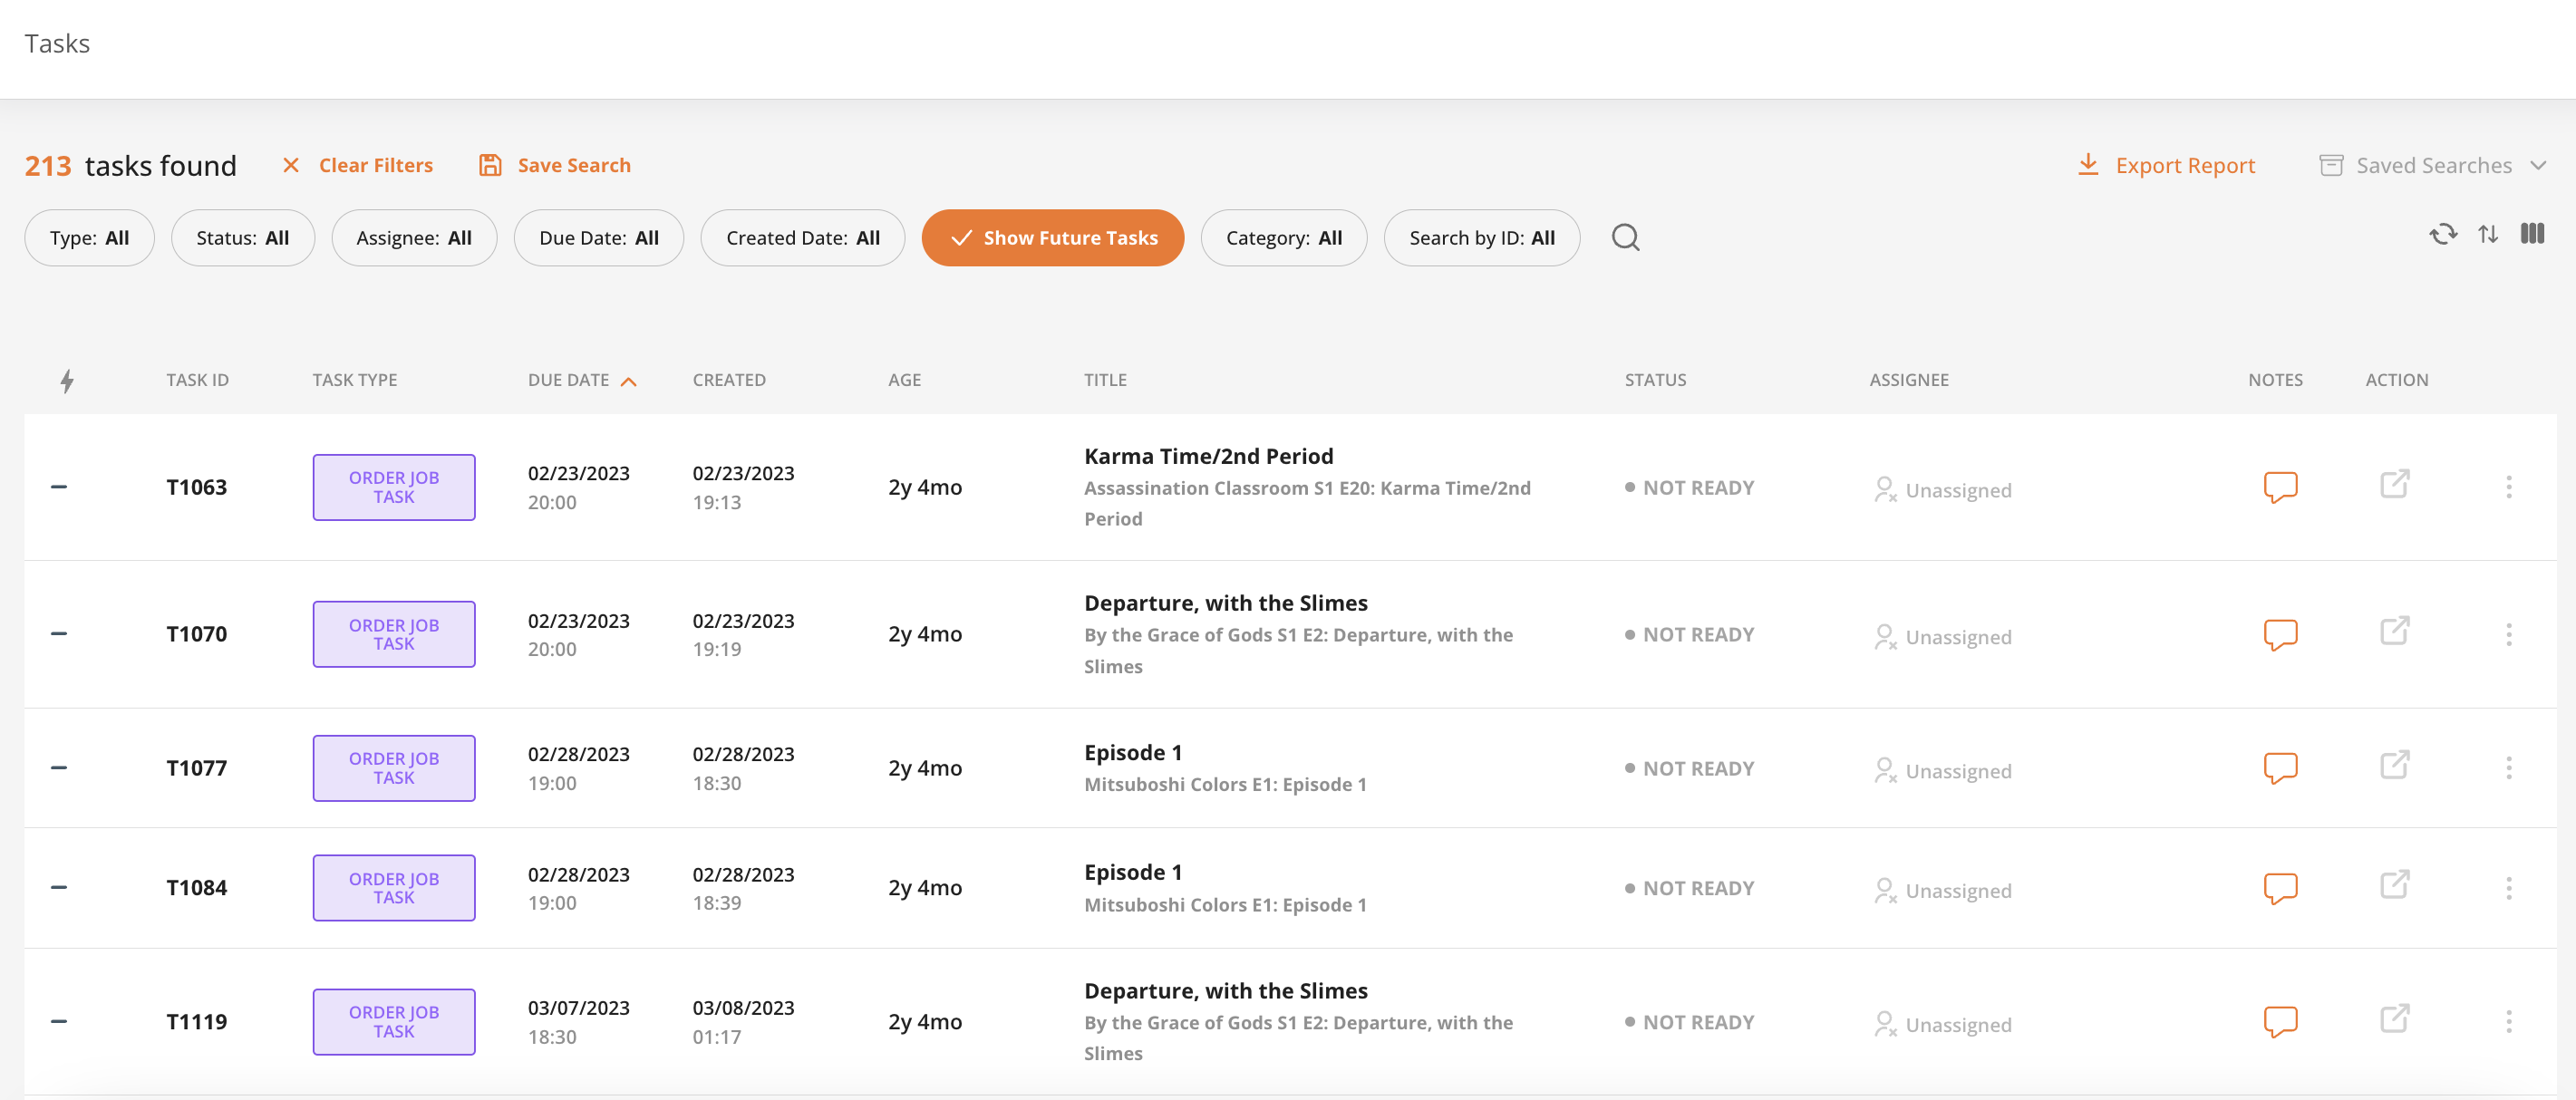 Tasks
213 tasks found Clear Filters Save Search Export Report Saved Searches
Type: All Status: All Assignee: All Due Date: All Created Date: All Show Future Tasks Category: All Search by ID: All
TASK ID TASK TYPE DUE DATE CREATED AGE TITLE STATUS ASSIGNEE NOTES ACTION
T1063
ORDER JOB
TASK
02/23/2023
20:00
02/23/2023
19:13
2y 4mo
Karma Time/2nd Period
Assassination Classroom S1 E20: Karma Time/2nd
Period
NOT READY
Unassigned
T1070
ORDER JOB
TASK
02/23/2023
20:00
02/23/2023
19:19
2y 4mo
Departure, with the Slimes
By the Grace of Gods S1 E2: Departure, with the
Slimes
NOT READY
Unassigned
T1077
ORDER JOB
TASK
02/28/2023
19:00
02/28/2023
18:30
2y 4mo
Episode 1
Mitsuboshi Colors E1: Episode 1
NOT READY
Unassigned
T1084
ORDER JOB
TASK
02/28/2023
19:00
02/28/2023
18:39
2y 4mo
Episode 1
Mitsuboshi Colors E1: Episode 1
NOT READY
Unassigned
T1119
ORDER JOB
TASK
03/07/2023
18:30
03/08/2023
01:17
2y 4mo
Departure, with the Slimes
By the Grace of Gods S1 E2: Departure, with the
Slimes
NOT READY
Unassigned